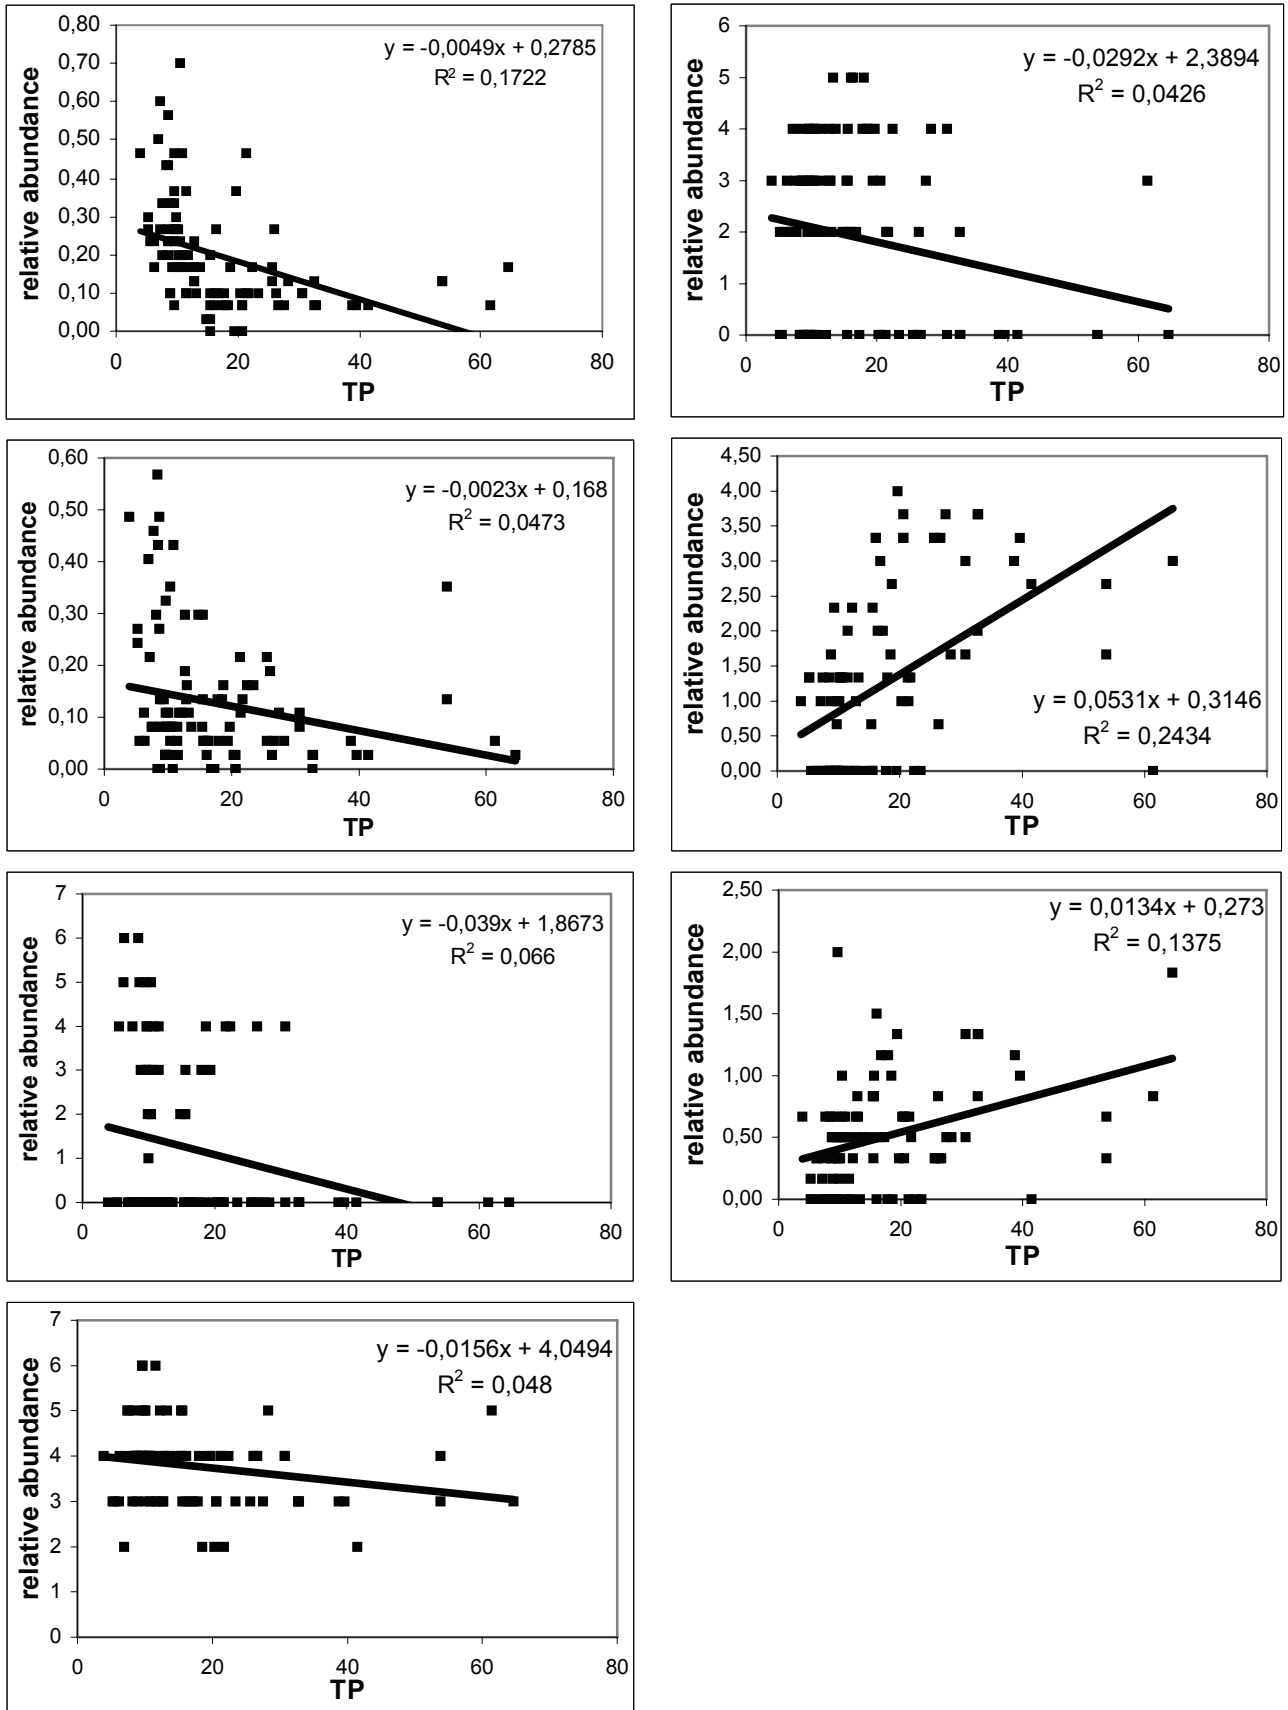 y = -0,0049x + 0,2785
R² = 0,1722
0,80
0,70
0,60
0,50
0,40
0,30
0,20
0,10
0,00
relative abundance
0 20 40 60 80
TP
y = -0,0292x + 2,3894
R² = 0,0426
6
5
4
3
2
1
0
relative abundance
0 20 40 60 80
TP
y = -0,0023x + 0,168
R² = 0,0473
0,60
0,50
0,40
0,30
0,20
0,10
0,00
relative abundance
0 20 40 60 80
TP
4,50
4,00
3,50
3,00
2,50
2,00
1,50
1,00
0,50
0,00
relative abundance
y = 0,0531x + 0,3146
R² = 0,2434
0 20 40 60 80
TP
y = -0,039x + 1,8673
R² = 0,066
7
6
5
4
3
2
1
0
relative abundance
0 20 40 60 80
TP
y = 0,0134x + 0,273
R² = 0,1375
2,50
2,00
1,50
1,00
0,50
0,00
relative abundance
0 20 40 60 80
TP
y = -0,0156x + 4,0494
R² = 0,048
7
6
5
4
3
2
1
0
relative abundance
0 20 40 60 80
TP